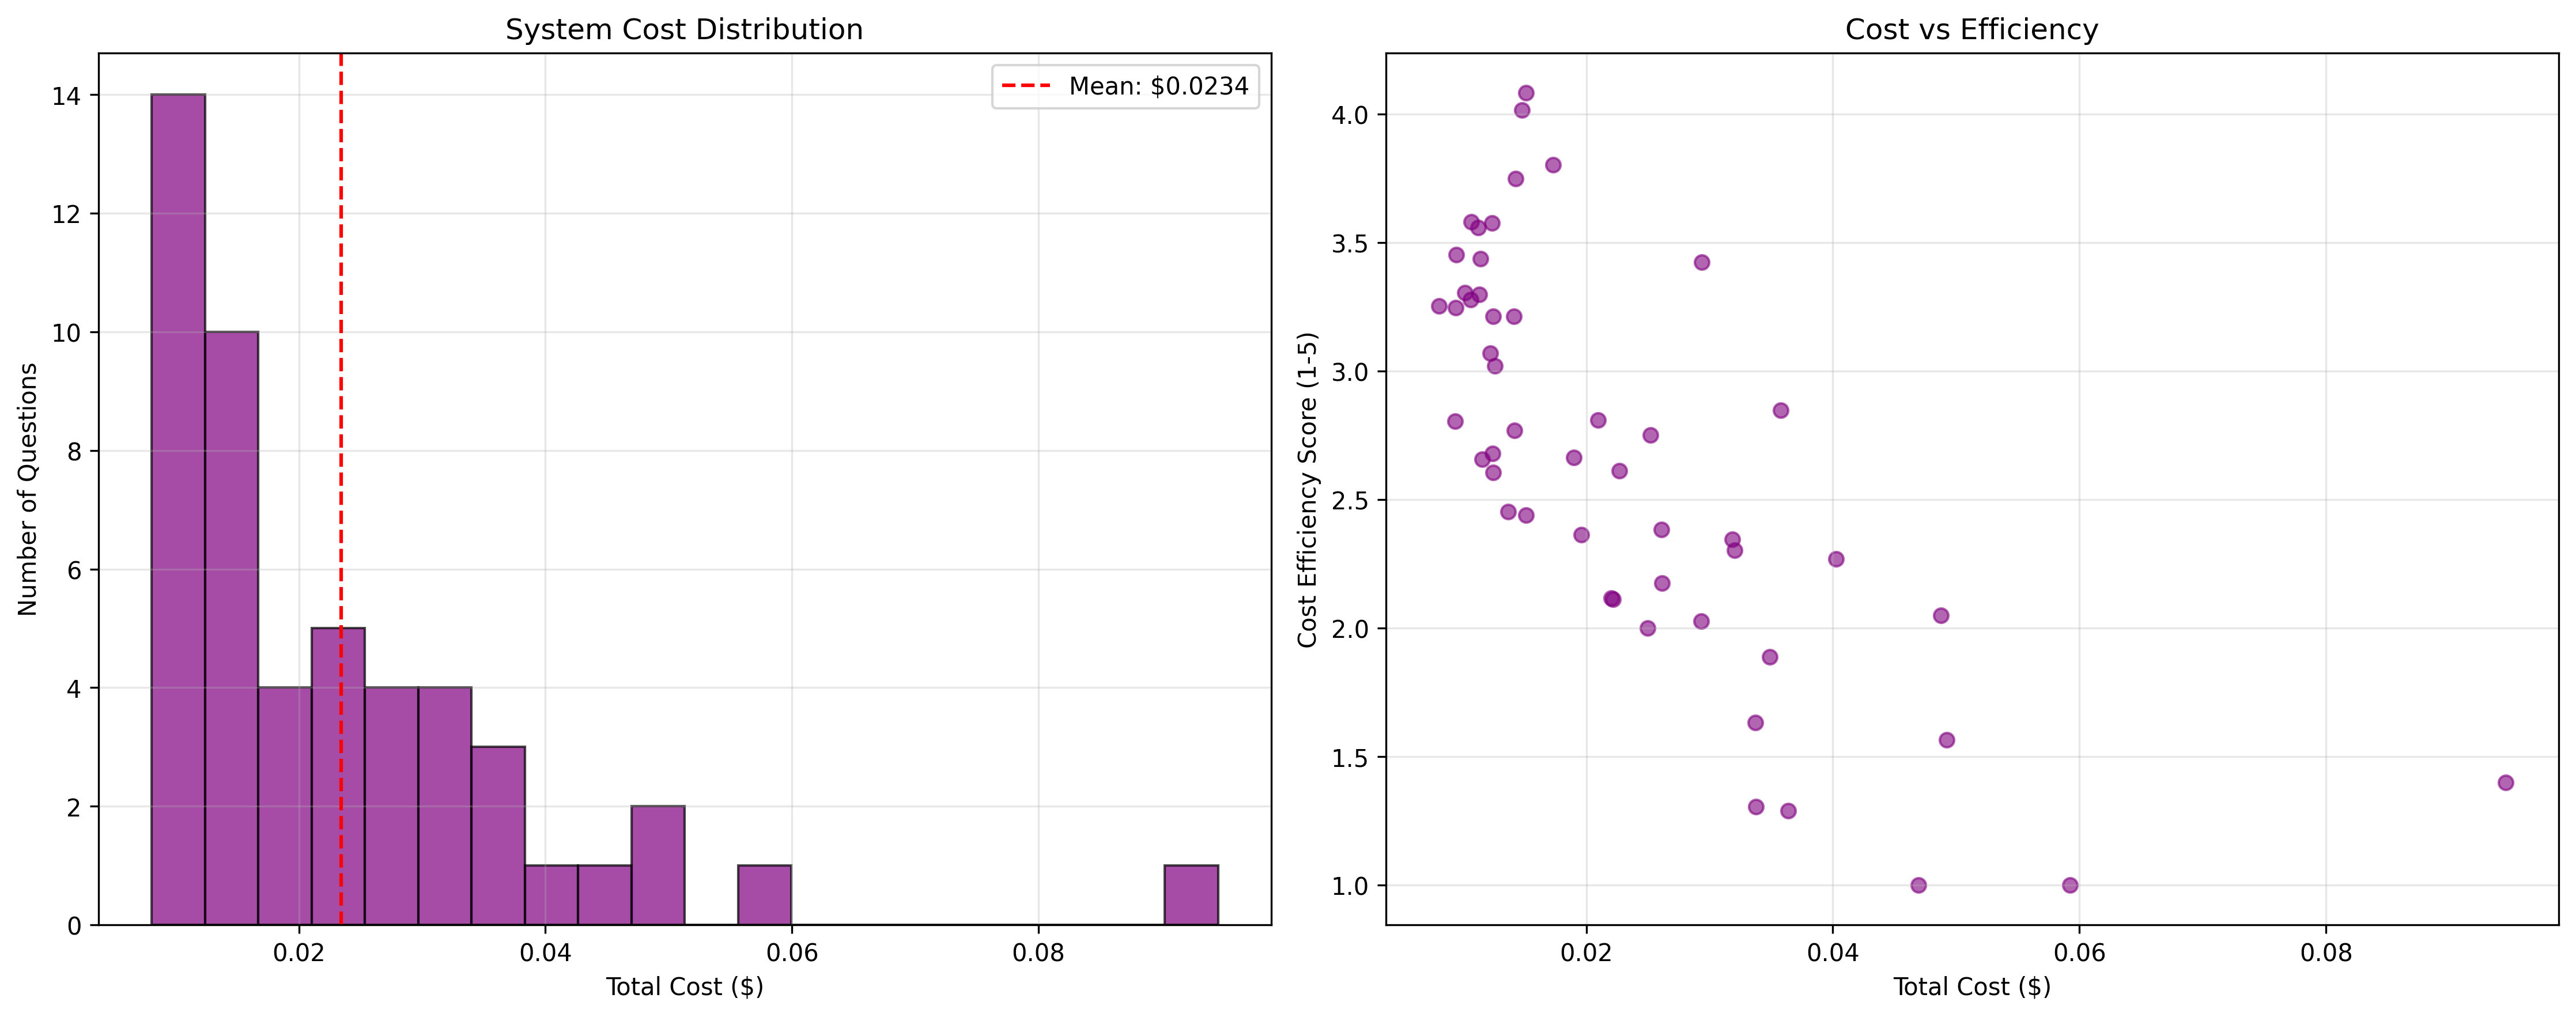 System Cost Distribution
Mean: $0.0234
14
12
10
8
6
4
2
0
Number of Questions
0.02 0.04 0.06 0.08
Total Cost ($)
Cost vs Efficiency
4.0
3.5
3.0
2.5
2.0
1.5
1.0
Cost Efficiency Score (1-5)
0.02 0.04 0.06 0.08
Total Cost ($)